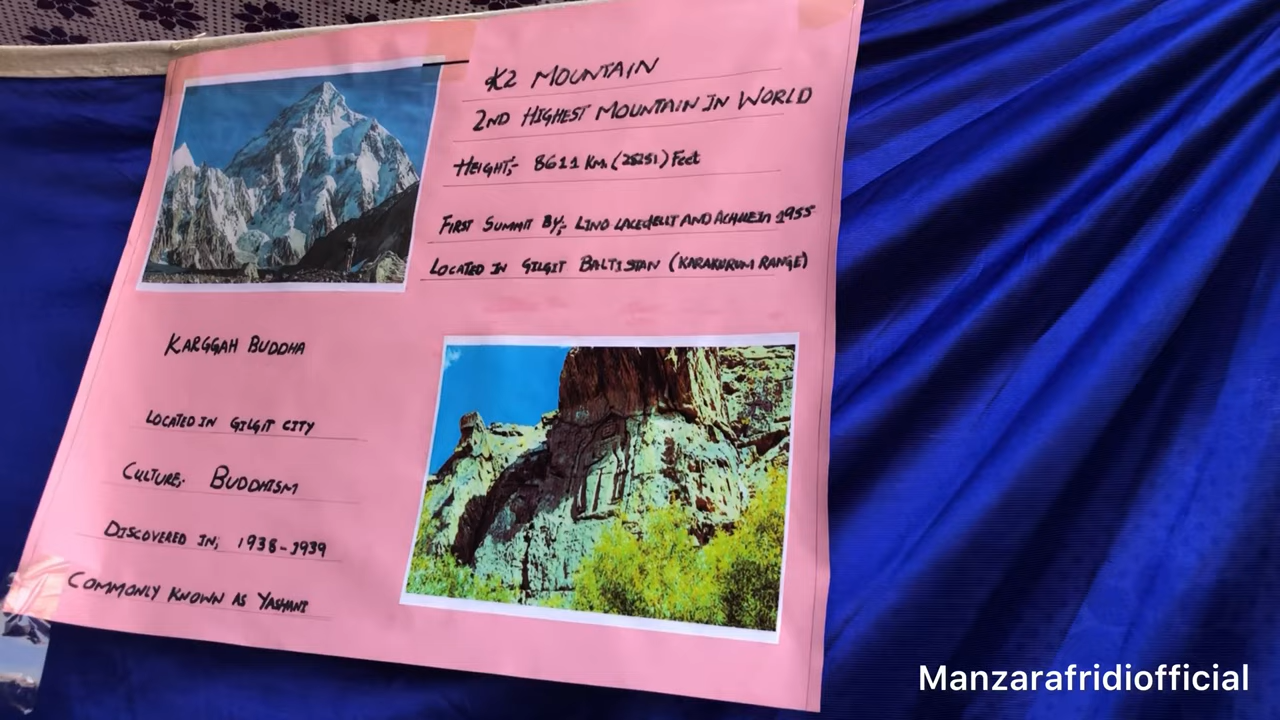 K2 MOUNTAIN
2ND HIGHEST MOUNTAIN IN WORLD
HEIGHT:- 8611 Km. (28251) Feet
FIRST SUMMIT BY:- LINO LACEDELLI AND ACHILLE IN 1955
LOCATED IN GILGIT BALTISTAN (KARAKURUM RANGE)
KARGGAH BUDDHA
LOCATED IN GILGIT CITY
CULTURE: BUDDHISM
DISCOVERED IN; 1938-1939
COMMONLY KNOWN AS YASHANI
Manzarafridiofficial